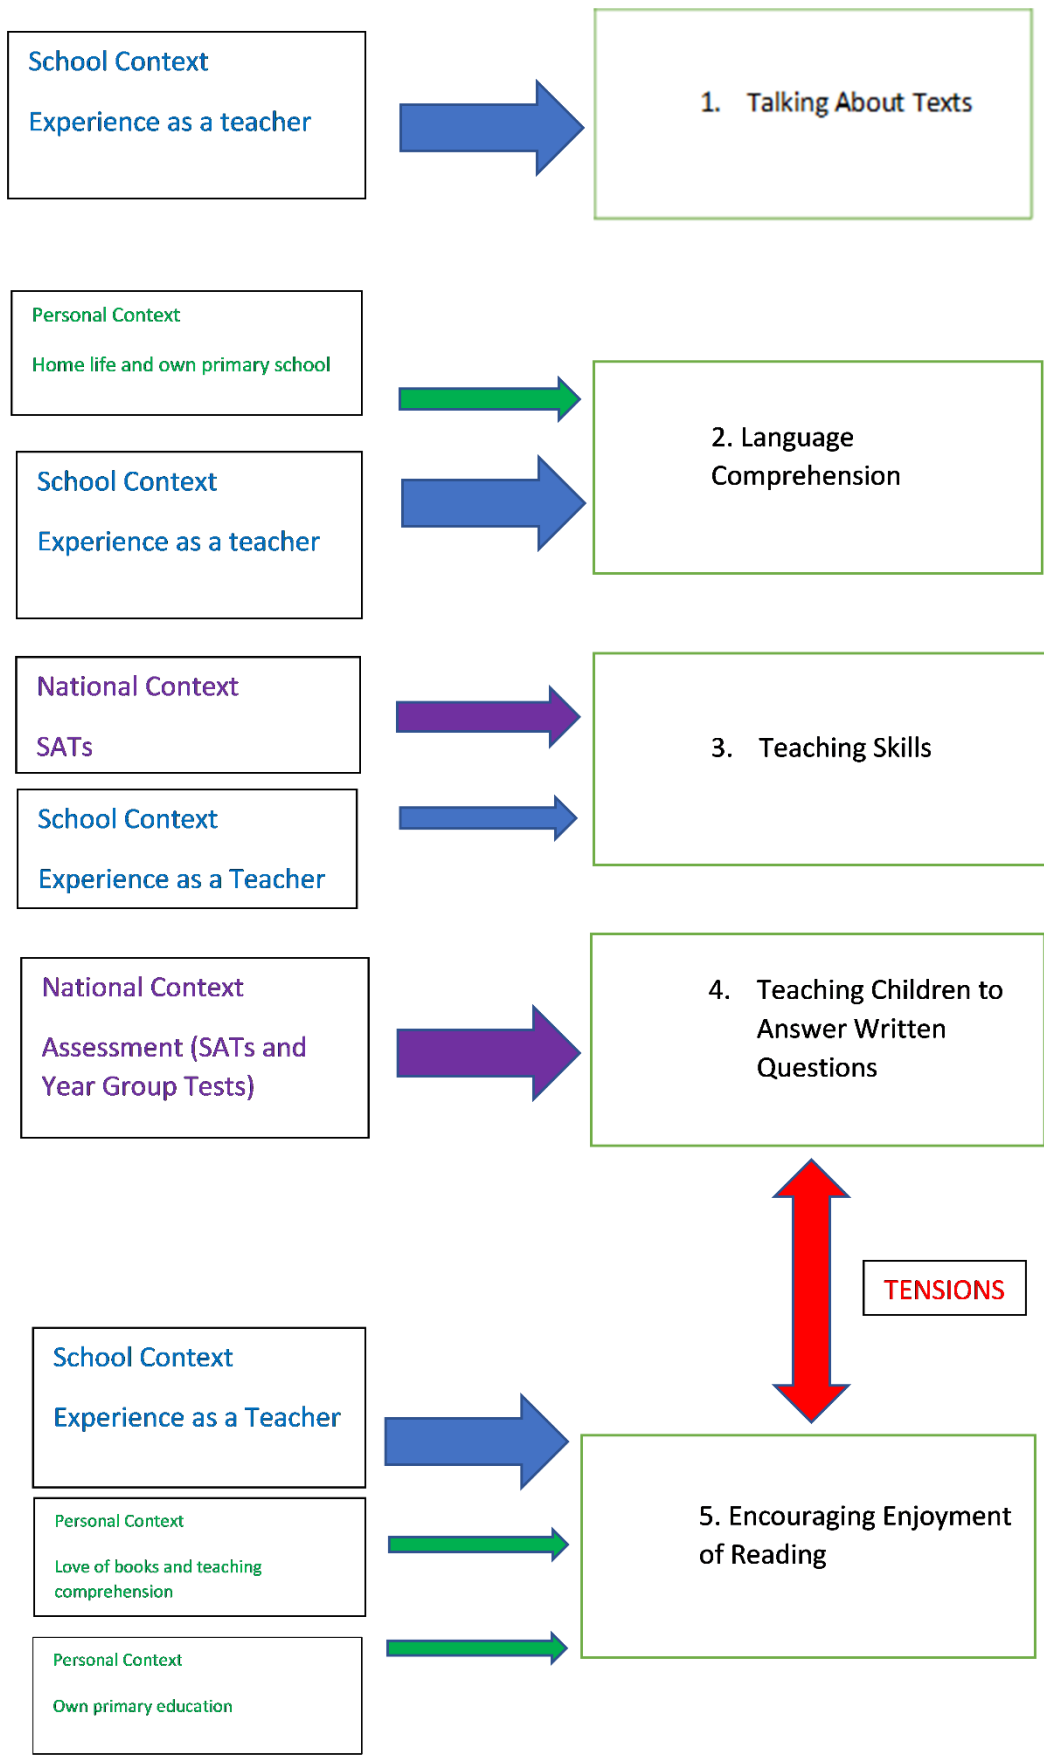 School Context
Experience as a teacher
1. Talking About Texts
Personal Context
Home life and own primary school
School Context
Experience as a teacher
2. Language
Comprehension
National Context
SATs
School Context
Experience as a Teacher
3. Teaching Skills
National Context
Assessment (SATs and
Year Group Tests)
4. Teaching Children to
Answer Written
Questions
TENSIONS
School Context
Experience as a Teacher
Personal Context
Love of books and teaching
comprehension
Personal Context
Own primary education
5. Encouraging Enjoyment
of Reading